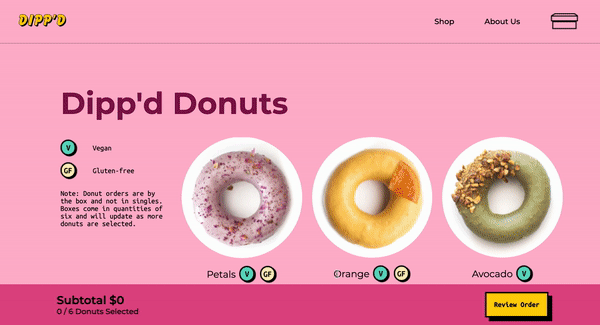 DIPP'D
Shop
About Us
Dipp'd Donuts
V Vegan
GF Gluten-free
Note: Donut orders are by
the box and not in singles.
Boxes come in quantities of
six and will update as more
donuts are selected.
Petals V GF
Orange V GF
Avocado V
Subtotal $0
0 / 6 Donuts Selected
Review Order